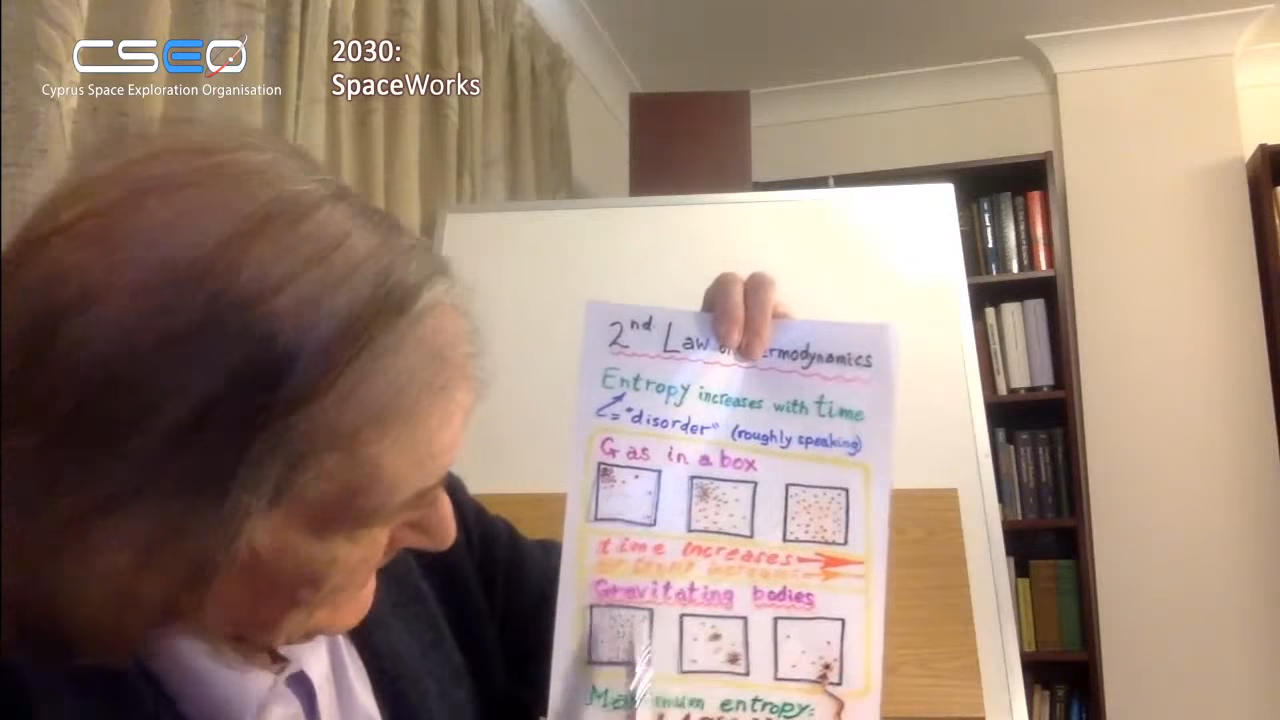 CSEO
Cyprus Space Exploration Organisation
2030:
SpaceWorks
2nd Law ermodynamics
Entropy increases with time
= "disorder" (roughly speaking)
Gas in a box
time increases
Gravitating bodies
entropy: